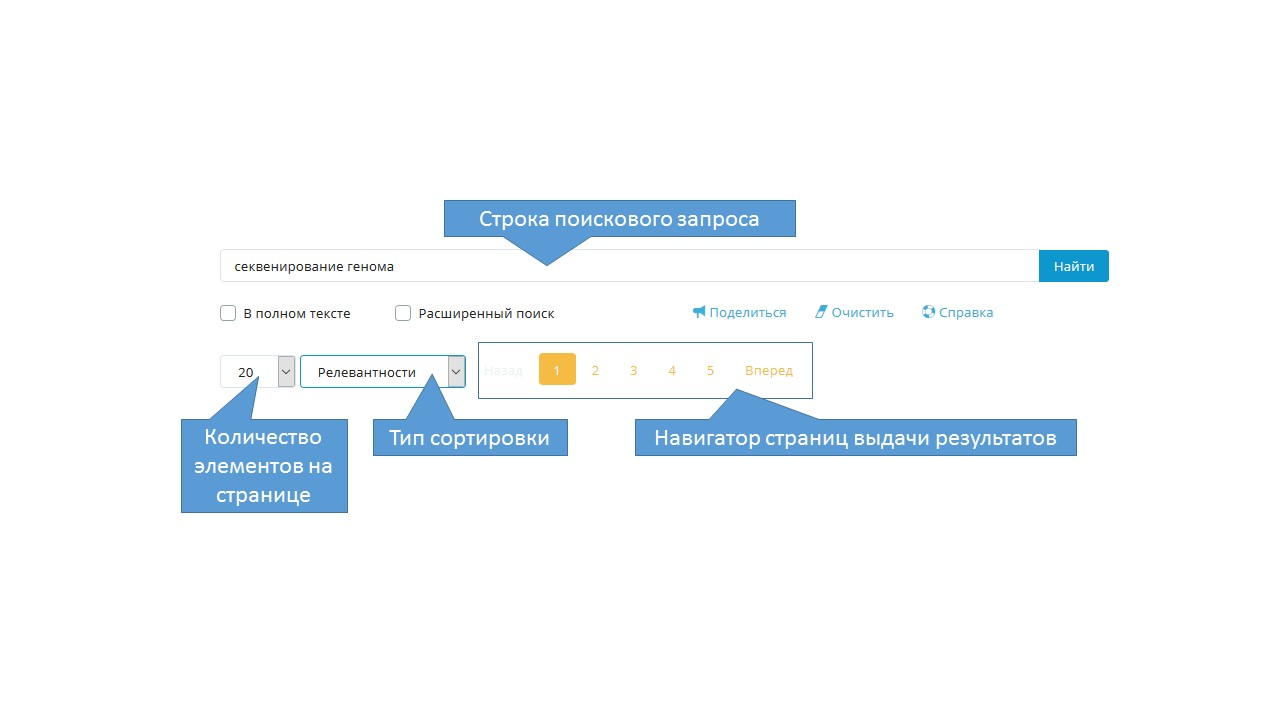 Строка поискового запроса
секвенирование генома Найти
В полном тексте Расширенный поиск Поделиться Очистить Справка
20 Релевантности Назад 1 2 3 4 5 Вперед
Количество
элементов на
странице
Тип сортировки
Навигатор страниц выдачи результатов